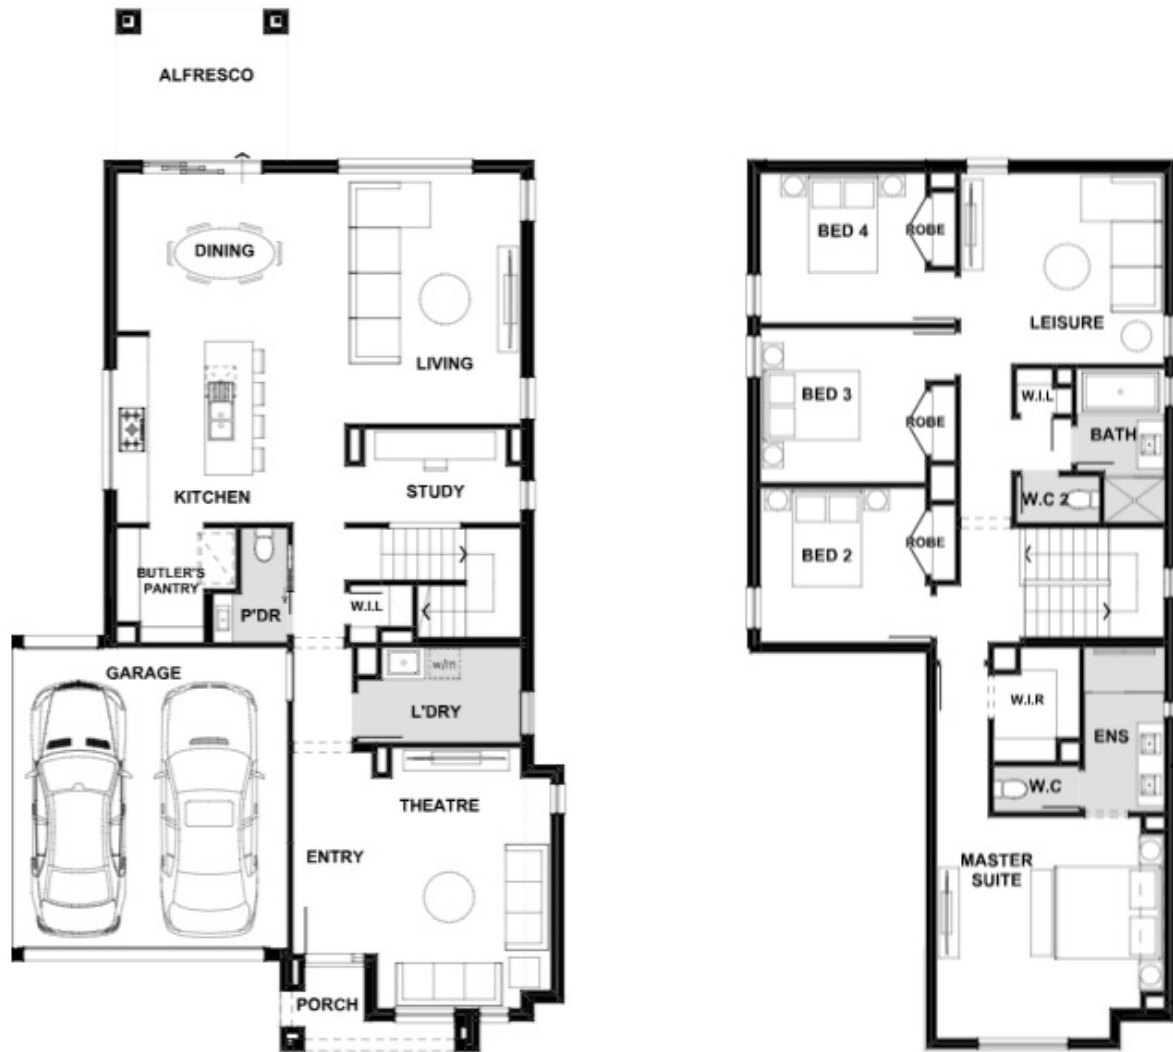 ALFRESCO
DINING
LIVING
KITCHEN
STUDY
BUTLER'S
PANTRY
P'DR
W.I.L
GARAGE
w/m
L'DRY
THEATRE
ENTRY
PORCH
BED 4
ROBE
LEISURE
BED 3
ROBE
W.I.L
BATH
W.C 2
BED 2
ROBE
W.I.R
ENS
W.C
MASTER
SUITE